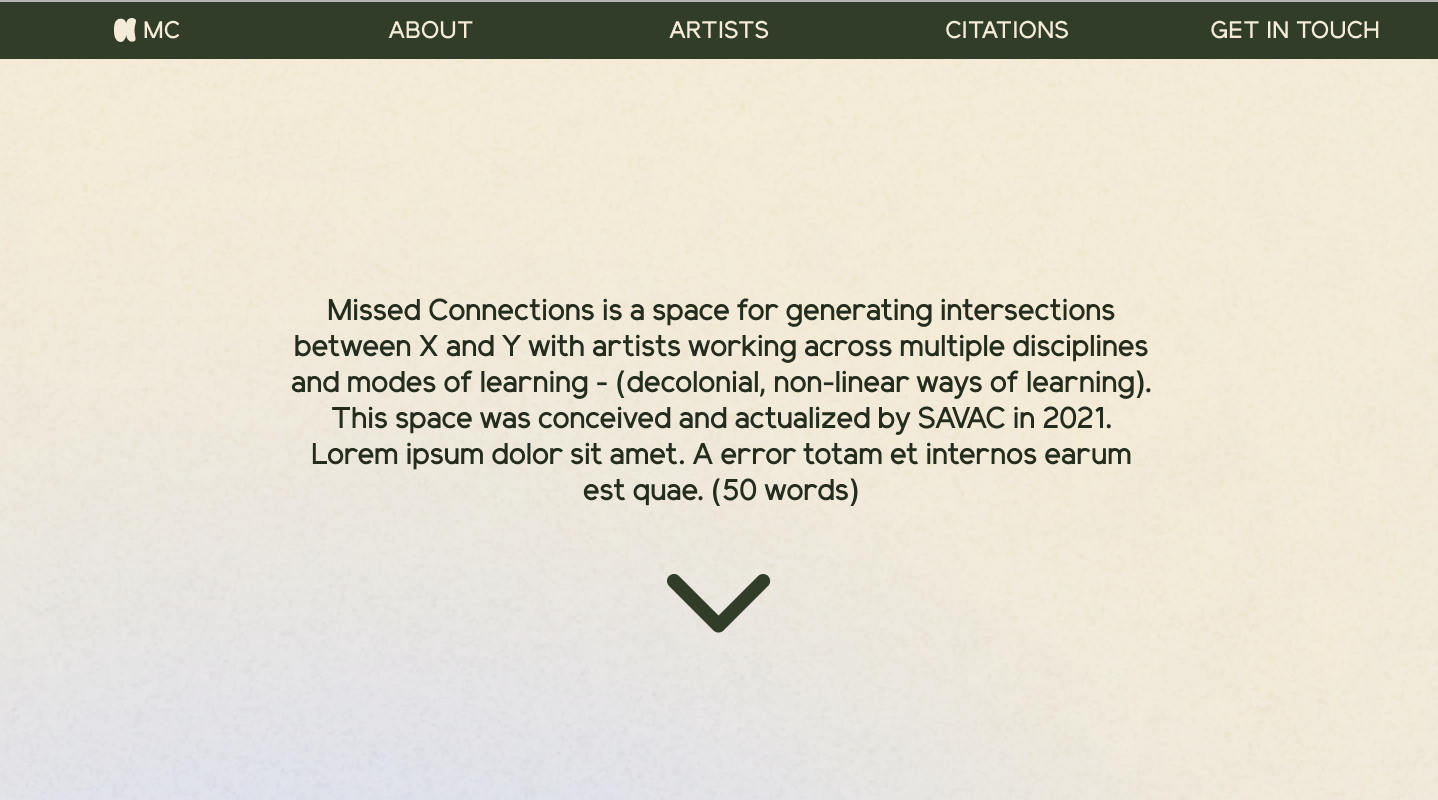 MC
ABOUT
ARTISTS
CITATIONS
GET IN TOUCH
Missed Connections is a space for generating intersections
between X and Y with artists working across multiple disciplines
and modes of learning - (decolonial, non-linear ways of learning).
This space was conceived and actualized by SAVAC in 2021.
Lorem ipsum dolor sit amet. A error totam et internos earum
est quae. (50 words)